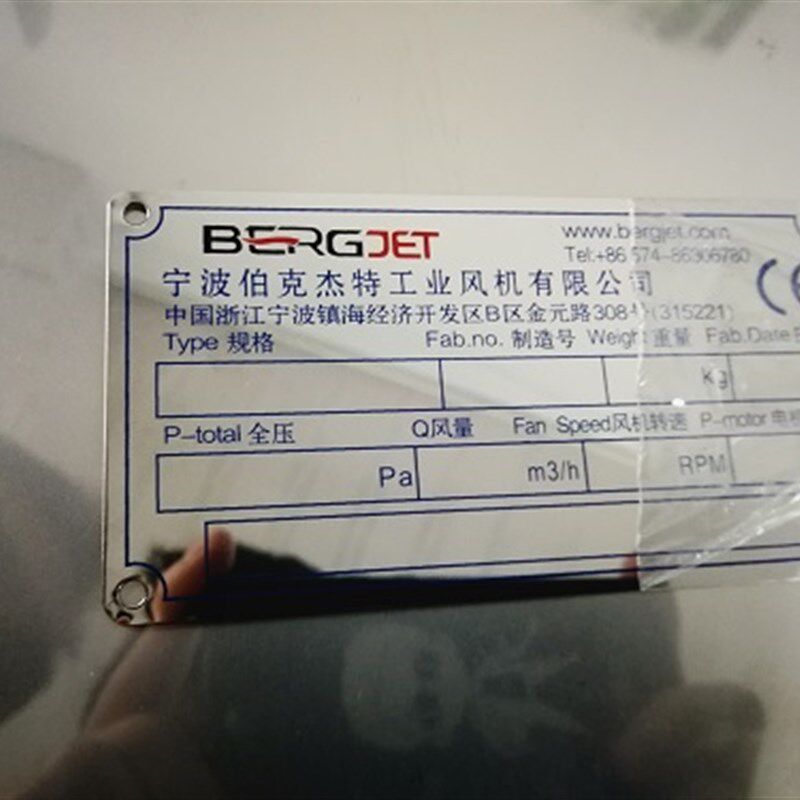 BERGJET
www.bergjet.com
Tel:+86 574-86306780
宁波伯克杰特工业风机有限公司
中国浙江宁波镇海经济开发区B区金元路308号(315221)
CE
Type 规格 Fab.no. 制造号 Weight 重量 Fab.Date
kg
P-total 全压 Q风量 Fan Speed风机转速 P-motor
Pa m3/h RPM